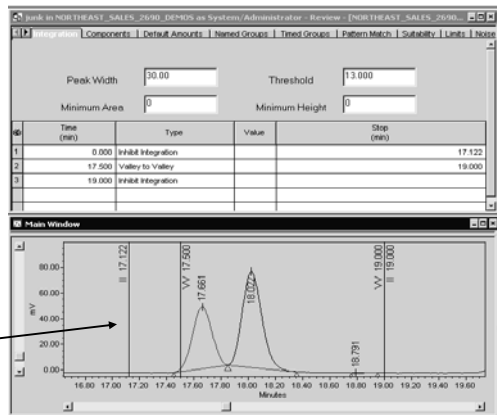 junk in NORTHEAST_SALES_2690_DEMOS as System/Administrator - Review - [NORTHEAST_SALES_2690...
Integration Components Default Amounts Named Groups Timed Groups Pattern Match Suitability Limits Noise
Peak Width 30.00 Threshold 13.000
Minimum Area 0 Minimum Height 0
Time (min) Type Value Stop (min)
1 0.000 Inhibit Integration 17.122
2 17.500 Valley to Valley 19.000
3 19.000 Inhibit Integration
Main Window
II 17.122
VV 17.500
17.661
18.027
18.791
VV 19.000
II 19.000
mV
80.00
60.00
40.00
20.00
0.00
16.80 17.00 17.20 17.40 17.60 17.80 18.00 18.20 18.40 18.60 18.80 19.00 19.20 19.40 19.60
Minutes